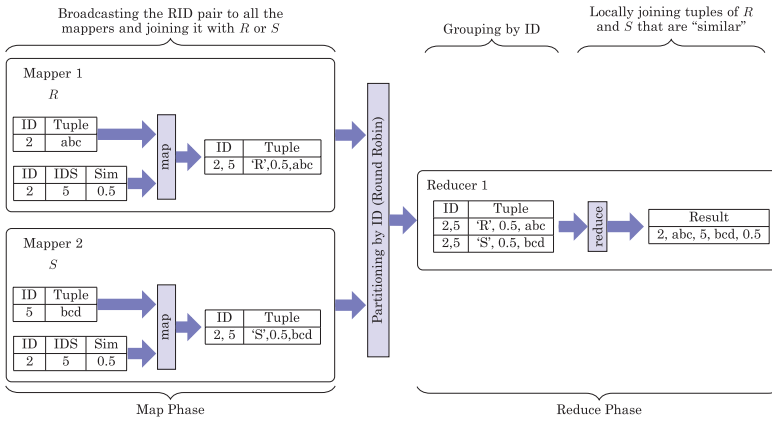 Broadcasting the RID pair to all the
mappers and joining it with R or S
Grouping by ID
Locally joining tuples of R
and S that are “similar”
Mapper 1
R
ID Tuple
2 abc
ID IDS Sim
2 5 0.5
map
ID Tuple
2, 5 ‘R’,0.5,abc
Mapper 2
S
ID Tuple
5 bcd
ID IDS Sim
2 5 0.5
map
ID Tuple
2, 5 ‘S’,0.5,bcd
Partitioning by ID (Round Robin)
Reducer 1
ID Tuple
2,5 ‘R’, 0.5, abc
2,5 ‘S’, 0.5, bcd
reduce
Result
2, abc, 5, bcd, 0.5
Map Phase
Reduce Phase